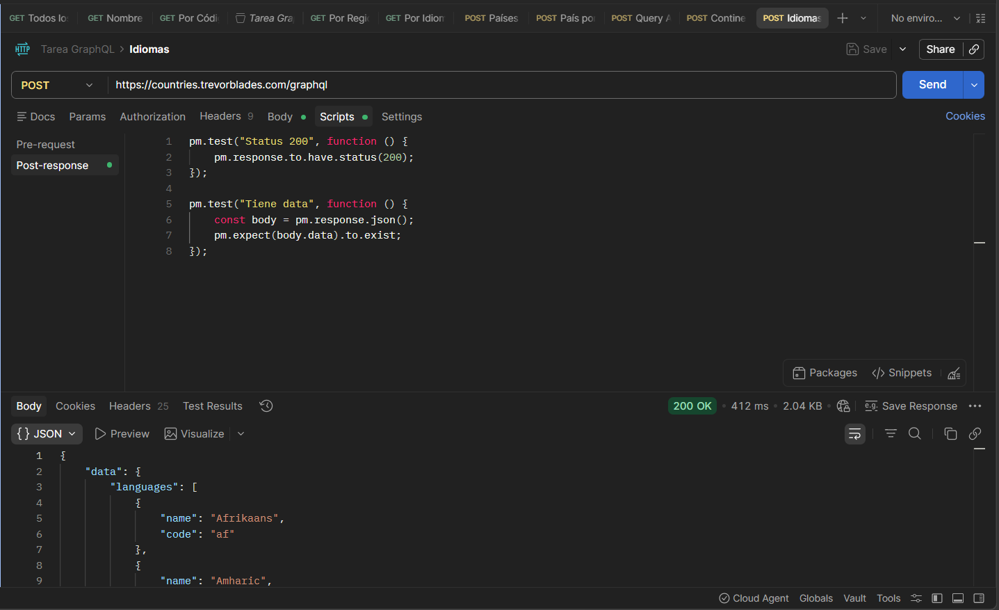 GET Todos lo GET Nombre GET Por Códi Tarea Gra GET Por Regi GET Por Idiom POST Países POST País po POST Query A POST Contine POST Idiomas No enviro...
HTTP Tarea GraphQL > Idiomas Save Share
POST https://countries.trevorblades.com/graphql Send
Docs Params Authorization Headers 9 Body Scripts Settings Cookies
Pre-request
Post-response
1 pm.test("Status 200", function () {
2 pm.response.to.have.status(200);
3 });
4
5 pm.test("Tiene data", function () {
6 const body = pm.response.json();
7 pm.expect(body.data).to.exist;
8 });
Packages </> Snippets
Body Cookies Headers 25 Test Results 200 OK • 412 ms • 2.04 KB • e.g. Save Response •••
{} JSON Preview Visualize
1 {
2 "data": {
3 "languages": [
4 {
5 "name": "Afrikaans",
6 "code": "af"
7 },
8 {
9 "name": "Amharic",
Cloud Agent Globals Vault Tools